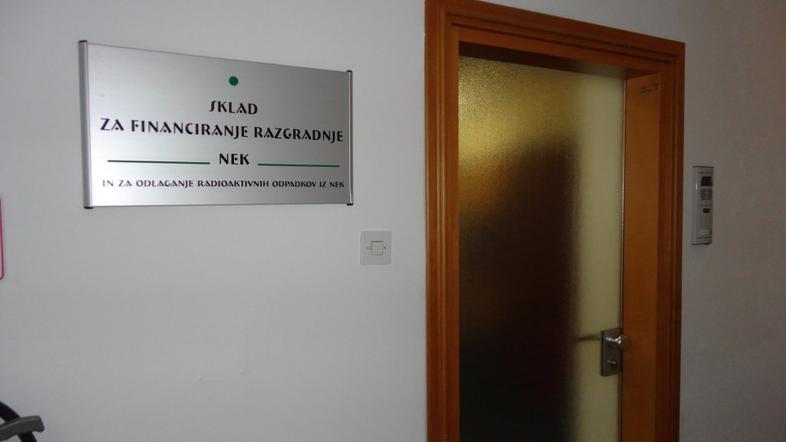 SKLAD
ZA FINANCIRANJE RAZGRADNJE
NEK
IN ZA ODLAGANJE RADIOAKTIVNIH ODPADKOV IZ NEK